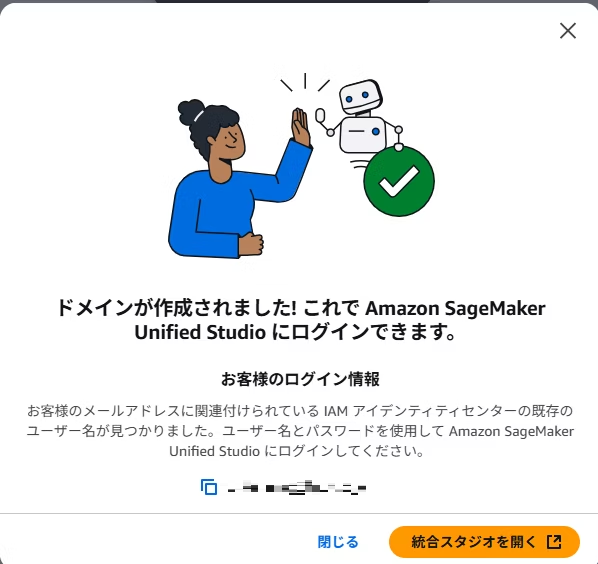 ドメインが作成されました! これで Amazon SageMaker
Unified Studio にログインできます。
お客様のログイン情報
お客様のメールアドレスに関連付けられている IAM アイデンティティセンターの既存の
ユーザー名が見つかりました。ユーザー名とパスワードを使用して Amazon SageMaker
Unified Studio にログインしてください。
閉じる
統合スタジオを開く